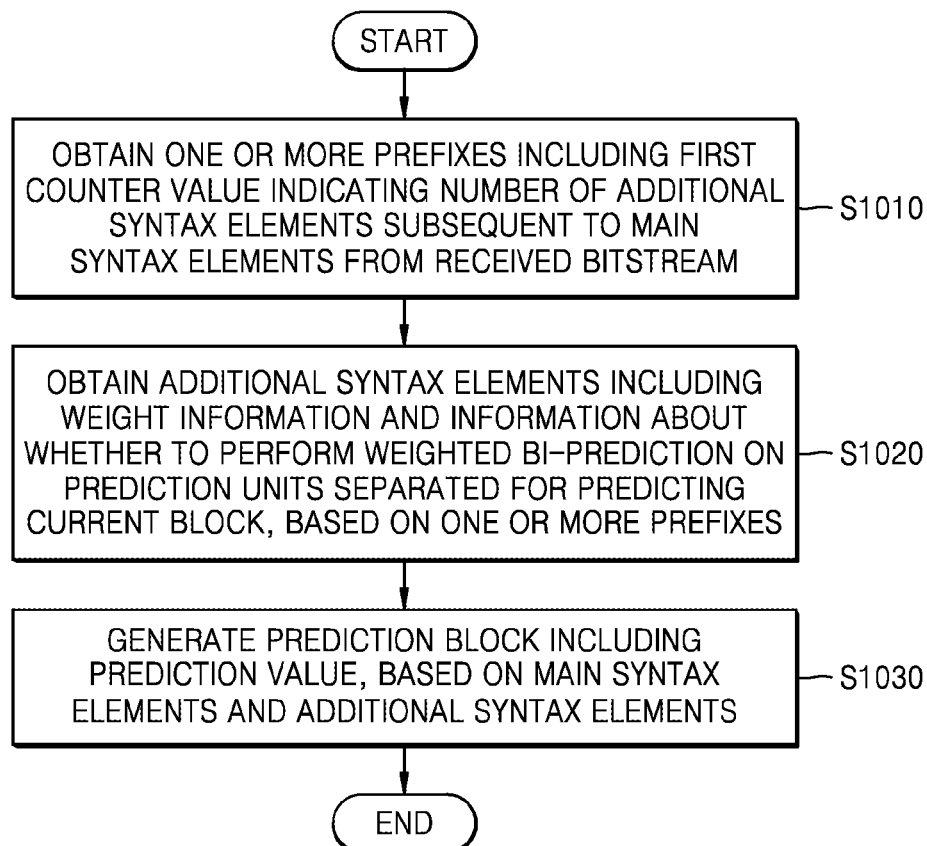 START
OBTAIN ONE OR MORE PREFIXES INCLUDING FIRST
COUNTER VALUE INDICATING NUMBER OF ADDITIONAL
SYNTAX ELEMENTS SUBSEQUENT TO MAIN
SYNTAX ELEMENTS FROM RECEIVED BITSTREAM
S1010
OBTAIN ADDITIONAL SYNTAX ELEMENTS INCLUDING
WEIGHT INFORMATION AND INFORMATION ABOUT
WHETHER TO PERFORM WEIGHTED BI-PREDICTION ON
PREDICTION UNITS SEPARATED FOR PREDICTING
CURRENT BLOCK, BASED ON ONE OR MORE PREFIXES
S1020
GENERATE PREDICTION BLOCK INCLUDING
PREDICTION VALUE, BASED ON MAIN SYNTAX
ELEMENTS AND ADDITIONAL SYNTAX ELEMENTS
S1030
END